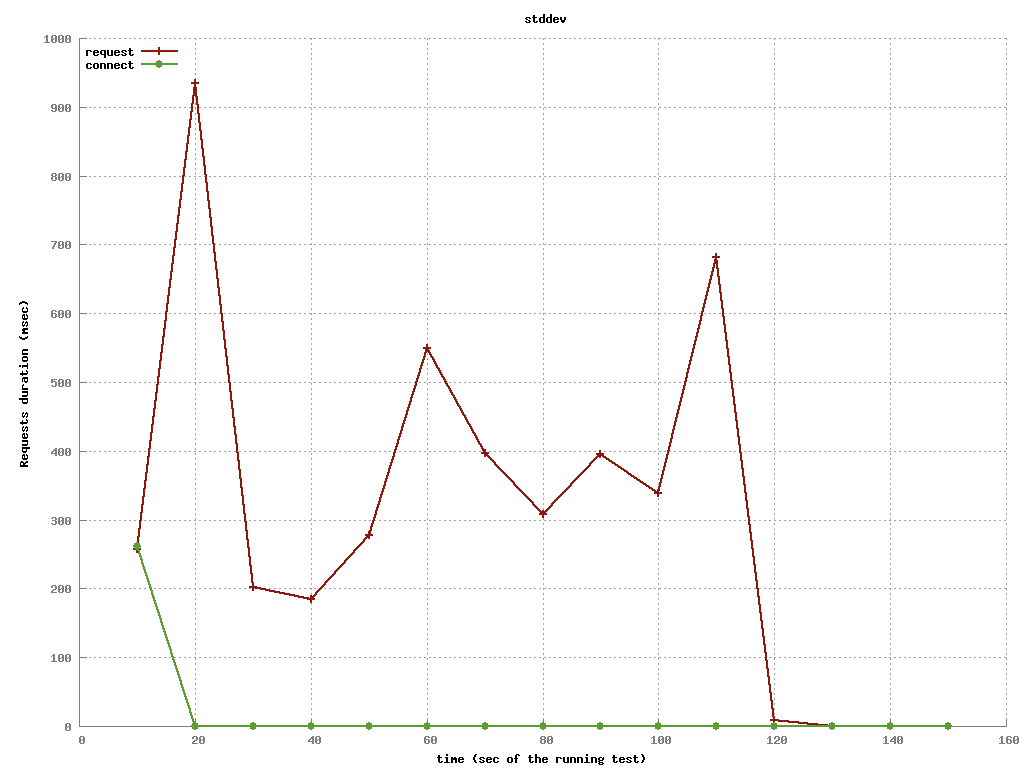 stddev
1000
request
connect
900
800
700
600
500
400
300
200
100
0
Requests duration (msec)
0 20 40 60 80 100 120 140 160
time (sec of the running test)